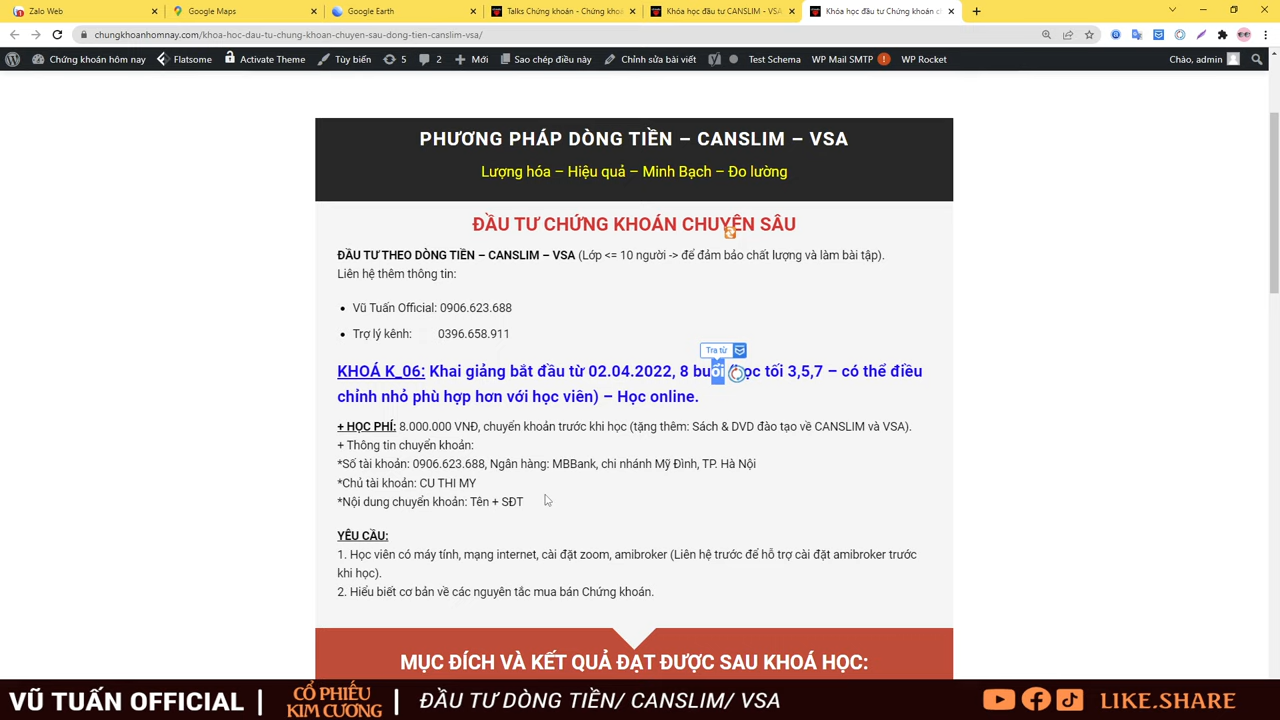 Zalo Web
Google Maps
Google Earth
Talks Chứng khoán - Chứng kho
Khóa học đầu tư CANSLIM - VSA
Khóa học đầu tư Chứng khoán c
chungkhoanhomnay.com/khoa-hoc-dau-tu-chung-khoan-chuyen-sau-dong-tien-canslim-vsa/
Chứng khoán hôm nay
Flatsome
Activate Theme
Tùy biến
5
2
Mới
Sao chép điều này
Chỉnh sửa bài viết
Test Schema
WP Mail SMTP
WP Rocket
Chào, admin
PHƯƠNG PHÁP DÒNG TIỀN – CANSLIM – VSA
Lượng hóa – Hiệu quả – Minh Bạch – Đo lường
ĐẦU TƯ CHỨNG KHOÁN CHUYÊN SÂU
ĐẦU TƯ THEO DÒNG TIỀN – CANSLIM – VSA (Lớp <= 10 người -> để đảm bảo chất lượng và làm bài tập).
Liên hệ thêm thông tin:
• Vũ Tuấn Official: 0906.623.688
• Trợ lý kênh: 0396.658.911
Tra từ
KHOÁ K_06: Khai giảng bắt đầu từ 02.04.2022, 8 buổi (học tối 3,5,7 – có thể điều
chỉnh nhỏ phù hợp hơn với học viên) – Học online.
+ HỌC PHÍ: 8.000.000 VNĐ, chuyển khoản trước khi học (tặng thêm: Sách & DVD đào tạo về CANSLIM và VSA).
+ Thông tin chuyển khoản:
*Số tài khoản: 0906.623.688, Ngân hàng: MBBank, chi nhánh Mỹ Đình, TP. Hà Nội
*Chủ tài khoản: CU THI MY
*Nội dung chuyển khoản: Tên + SĐT
YÊU CẦU:
1. Học viên có máy tính, mạng internet, cài đặt zoom, amibroker (Liên hệ trước để hỗ trợ cài đặt amibroker trước
khi học).
2. Hiểu biết cơ bản về các nguyên tắc mua bán Chứng khoán.
MỤC ĐÍCH VÀ KẾT QUẢ ĐẠT ĐƯỢC SAU KHOÁ HỌC:
VŨ TUẤN OFFICIAL | CỔ PHIẾU KIM CƯƠNG | ĐẦU TƯ DÒNG TIỀN/ CANSLIM/ VSA LIKE.SHARE